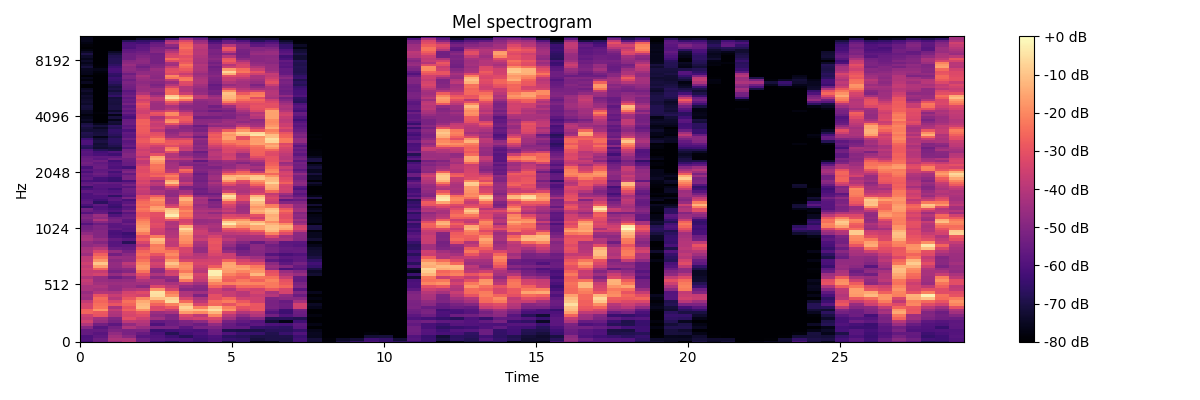 Mel spectrogram
8192
4096
2048
1024
512
0
Hz
0 5 10 15 20 25
Time
+0 dB
-10 dB
-20 dB
-30 dB
-40 dB
-50 dB
-60 dB
-70 dB
-80 dB